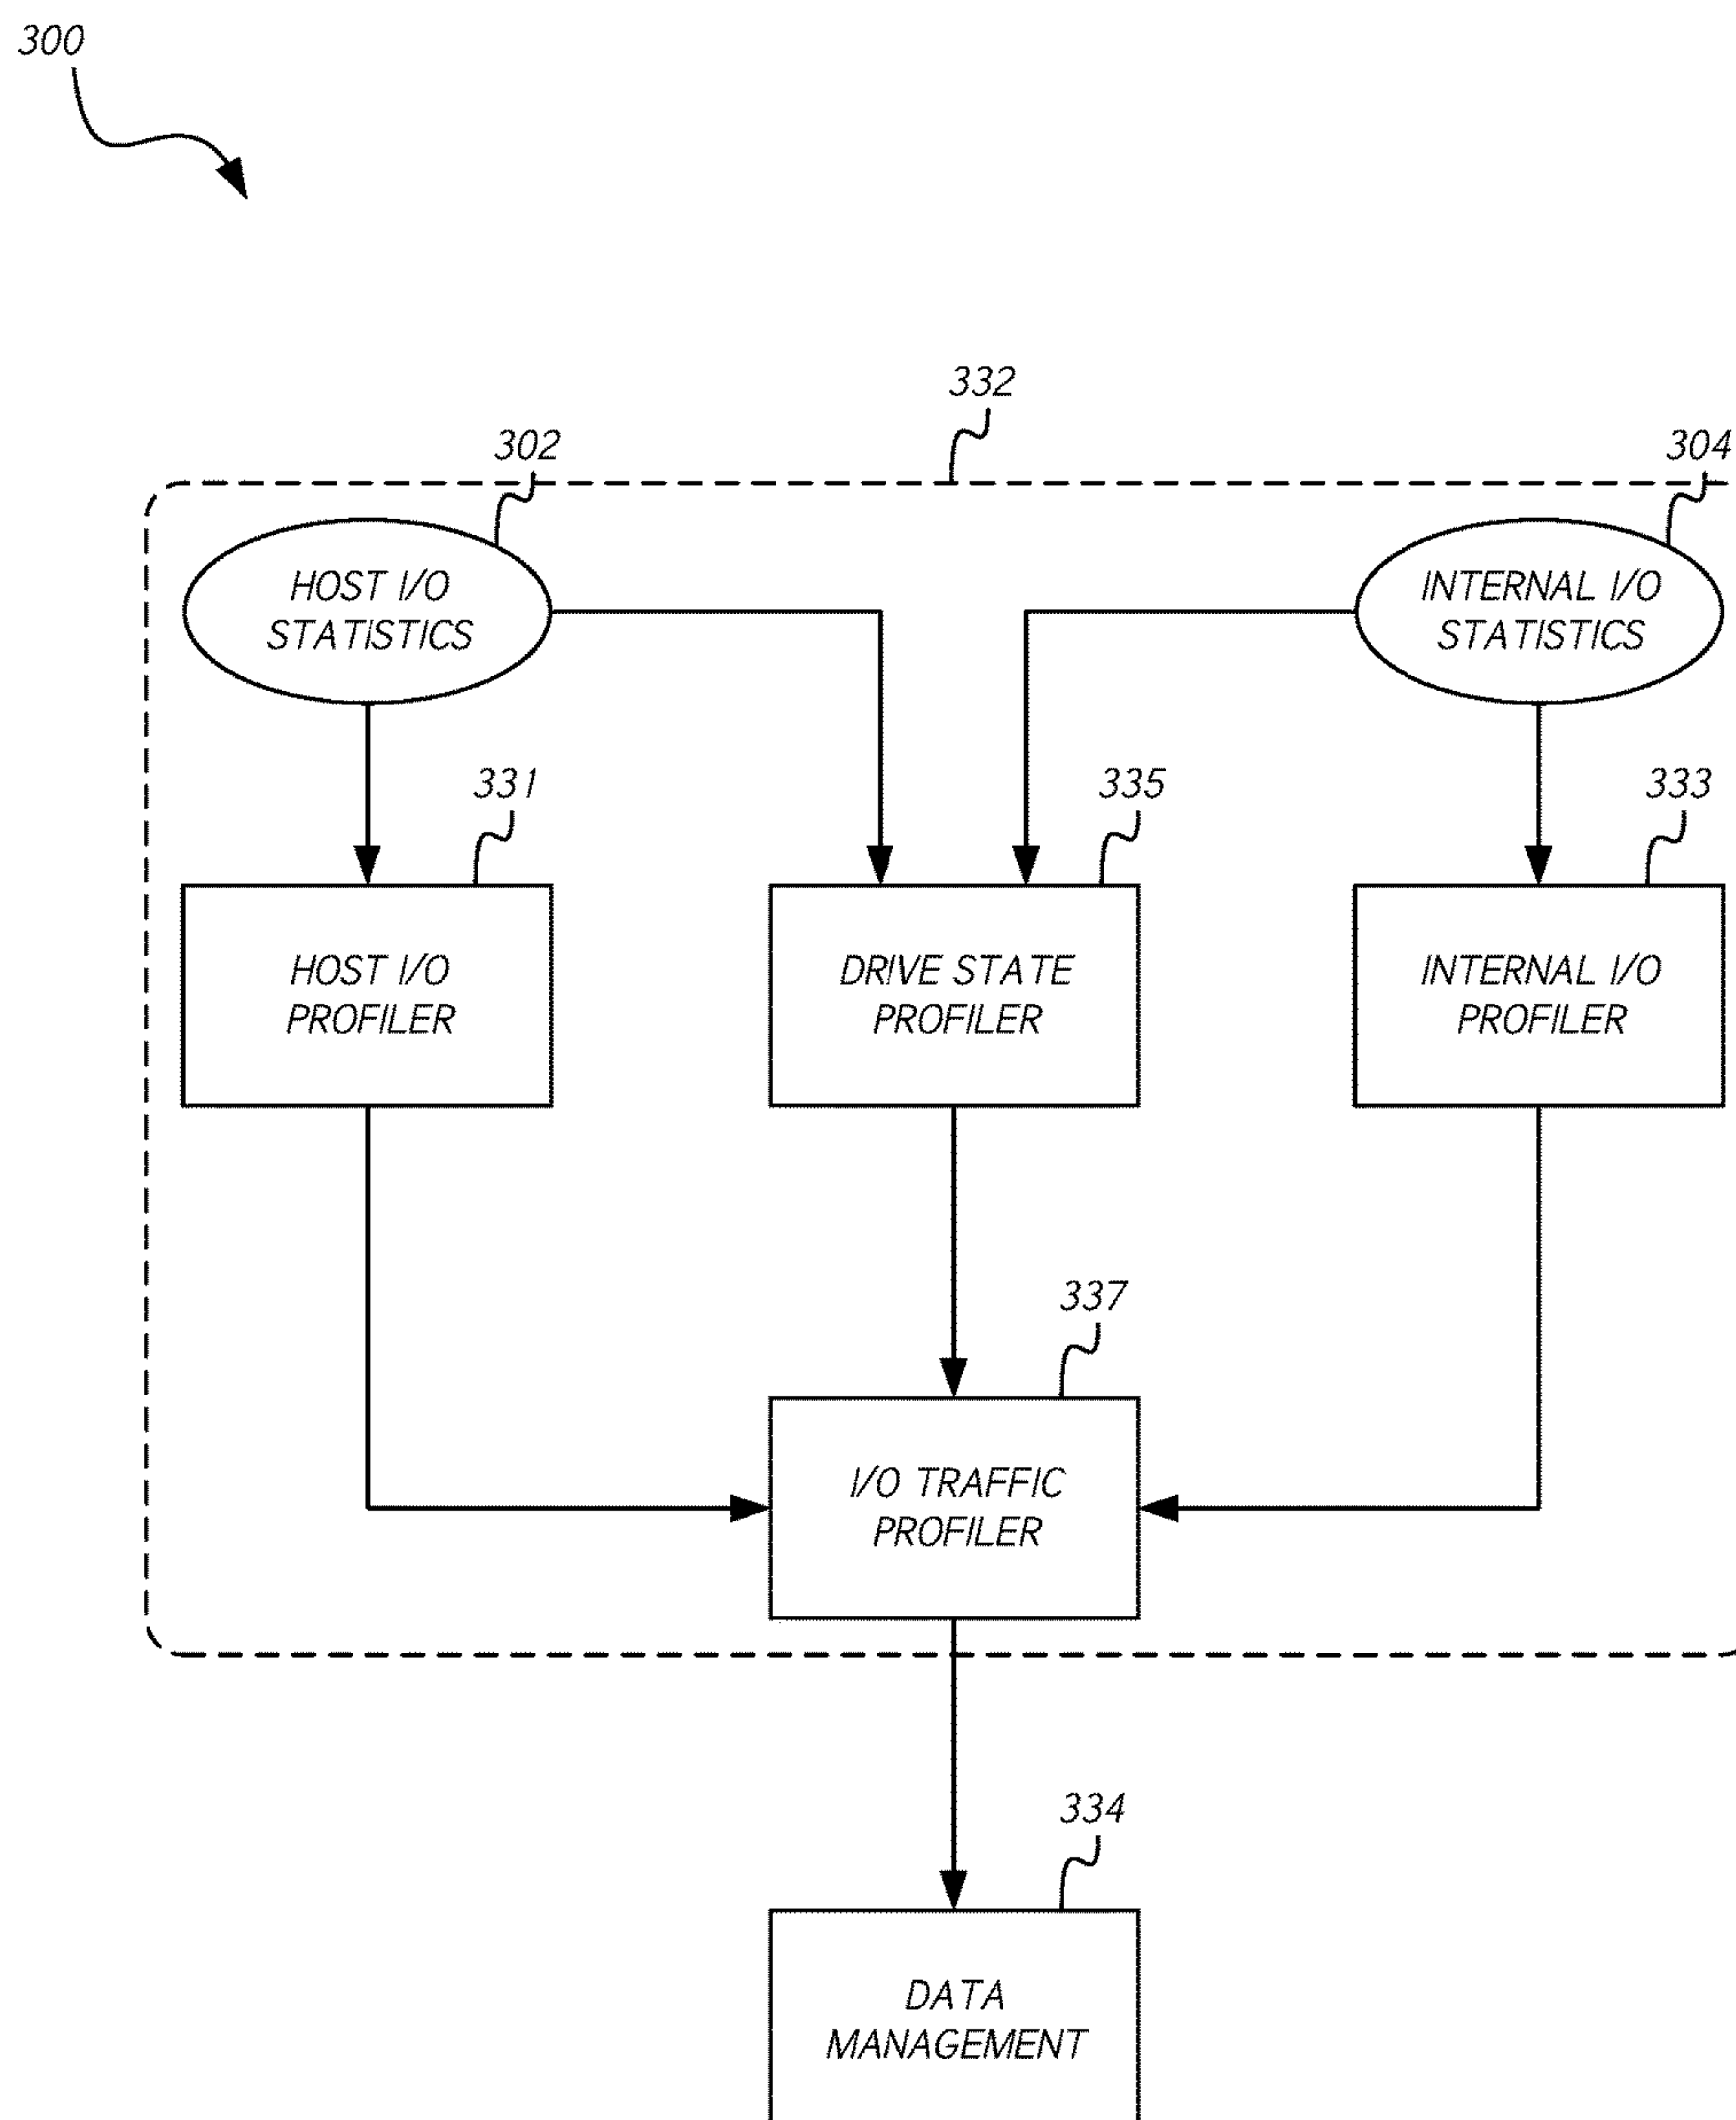 300
332
302
304
HOST I/O
STATISTICS
INTERNAL I/O
STATISTICS
331
335
333
HOST I/O
PROFILER
DRIVE STATE
PROFILER
INTERNAL I/O
PROFILER
337
I/O TRAFFIC
PROFILER
334
DATA
MANAGEMENT